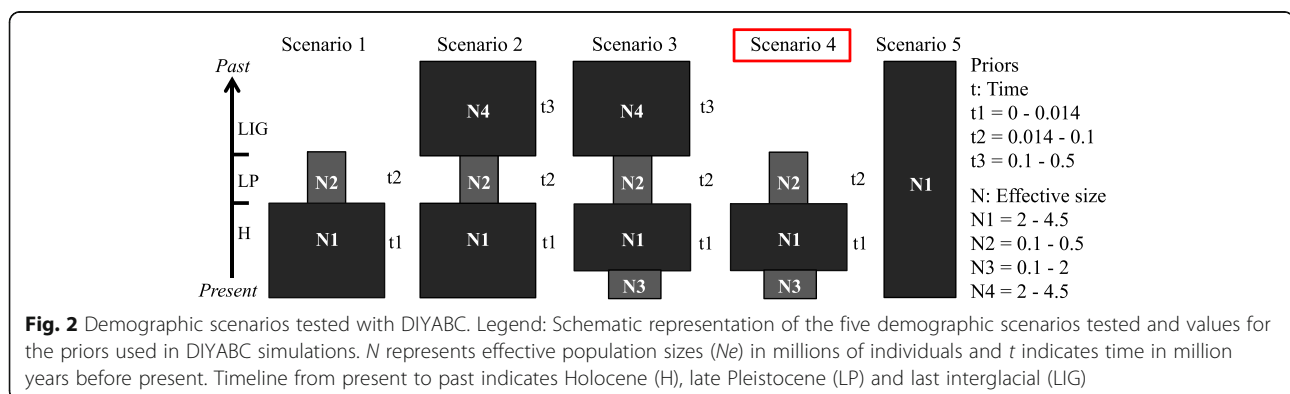 Scenario 1 Scenario 2 Scenario 3 Scenario 4 Scenario 5
Past
LIG
LP
H
Present
N2 t2
N1 t1
N4 t3
N2 t2
N1 t1
N4 t3
N2 t2
N1 t1
N3
N2 t2
N1 t1
N3
N1
Priors
t: Time
t1 = 0 - 0.014
t2 = 0.014 - 0.1
t3 = 0.1 - 0.5
N: Effective size
N1 = 2 - 4.5
N2 = 0.1 - 0.5
N3 = 0.1 - 2
N4 = 2 - 4.5
Fig. 2 Demographic scenarios tested with DIYABC. Legend: Schematic representation of the five demographic scenarios tested and values for
the priors used in DIYABC simulations. N represents effective population sizes (Ne) in millions of individuals and t indicates time in million
years before present. Timeline from present to past indicates Holocene (H), late Pleistocene (LP) and last interglacial (LIG)